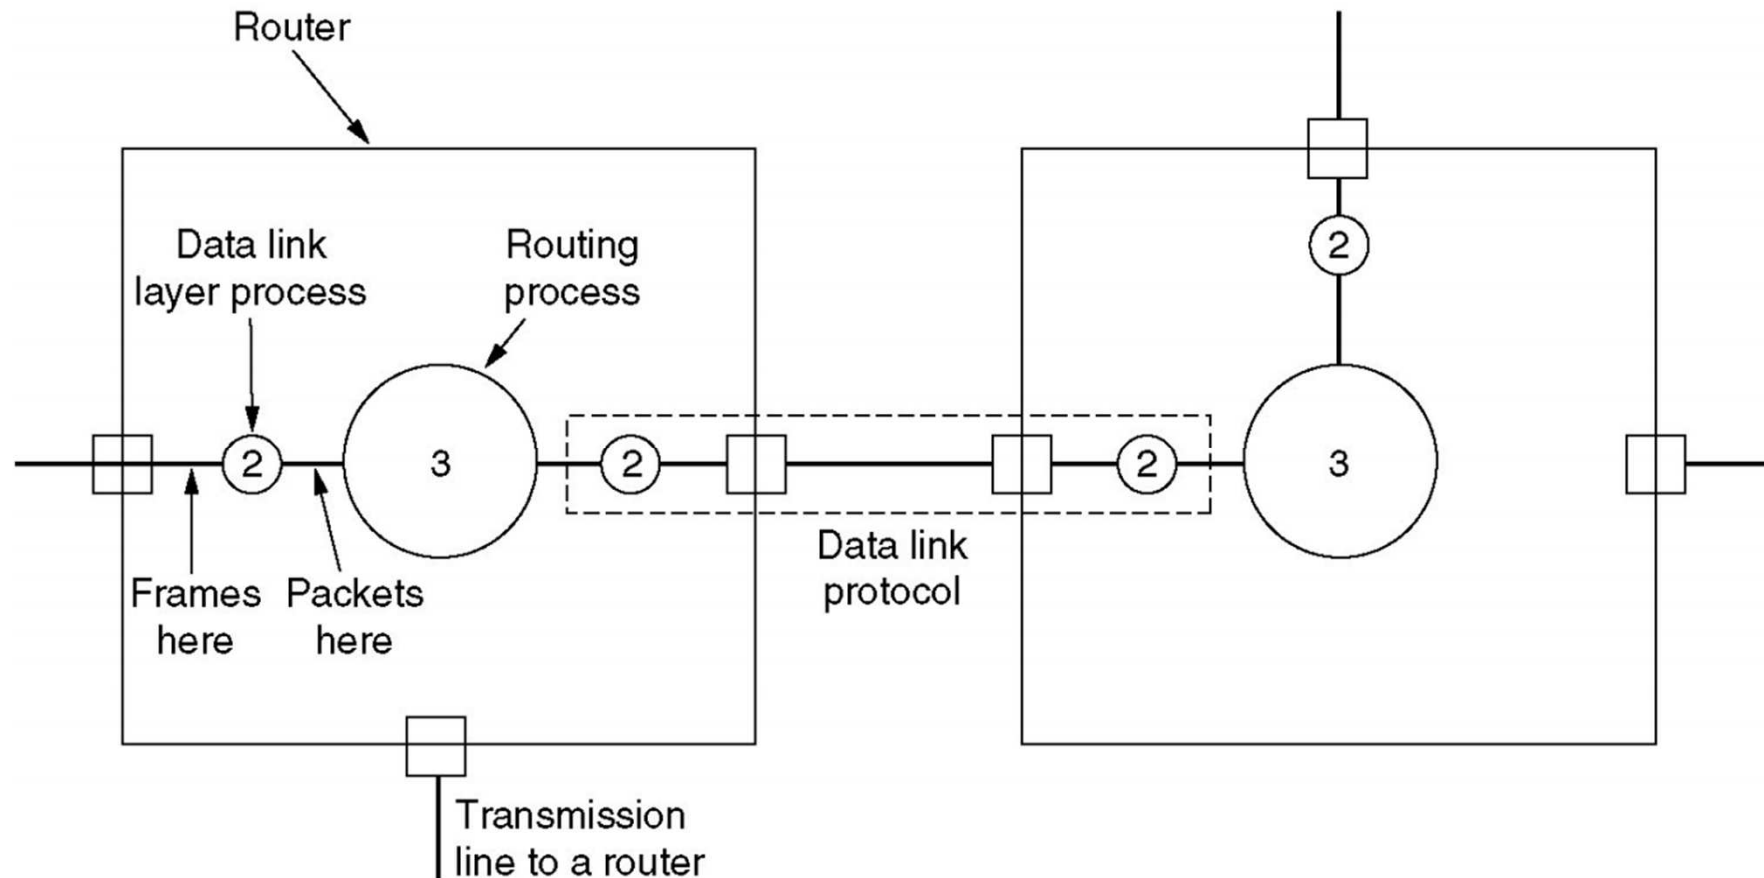 Router
Data link
layer process
Routing
process
2
2
3
2
2
3
Frames
here
Packets
here
Data link
protocol
Transmission
line to a router